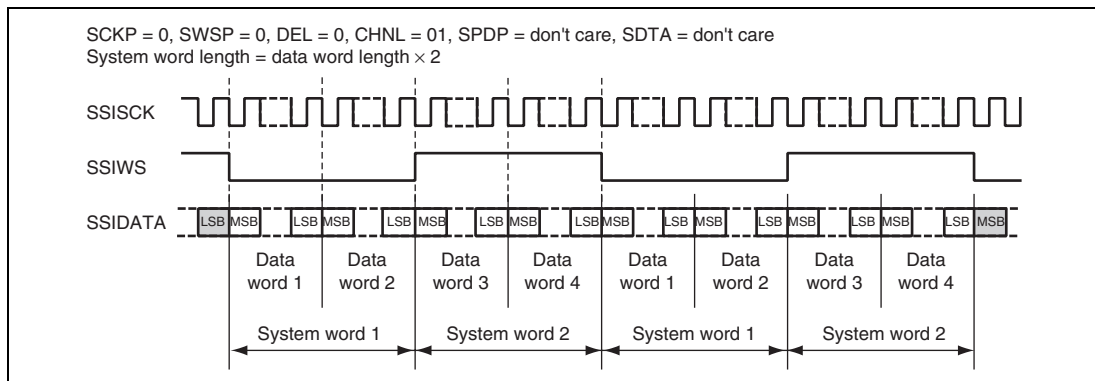 SCKP = 0, SWSP = 0, DEL = 0, CHNL = 01, SPDP = don't care, SDTA = don't care
System word length = data word length × 2
SSISCK
SSIWS
SSIDATA
LSB MSB LSB MSB LSB MSB LSB MSB LSB MSB LSB MSB LSB MSB LSB MSB LSB MSB
Data word 1
Data word 2
Data word 3
Data word 4
Data word 1
Data word 2
Data word 3
Data word 4
System word 1
System word 2
System word 1
System word 2